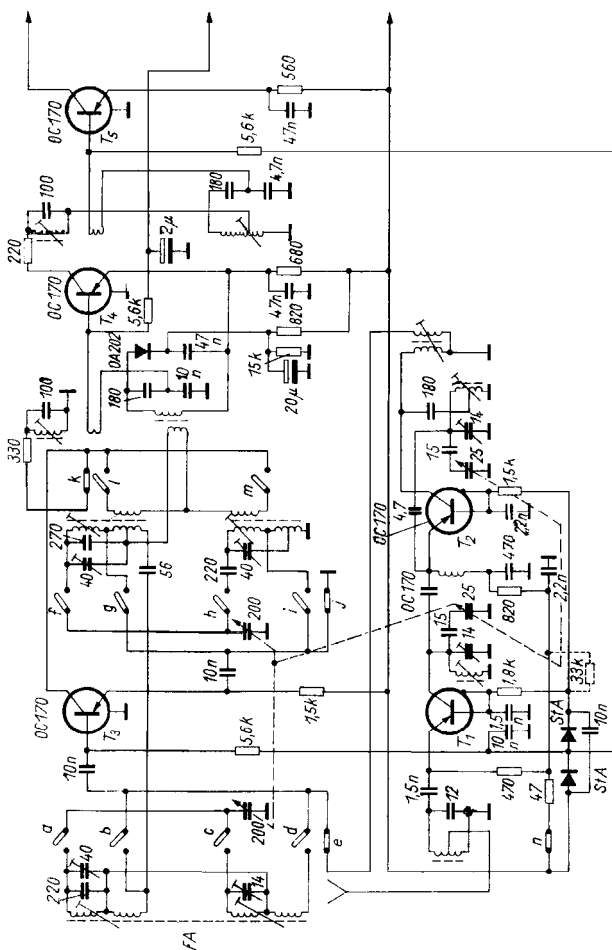 OC170
T5
560
47n
5,6k
100
180
4,7n
220
2µ
OC170
T4
5,6k
680
47n
820
OA202
47
n
15k
20µ
180
10
n
100
330
k
l
m
270
40
56
220
40
f
g
h
200
i
j
10n
OC170
T3
1,5k
5,6k
10n
a
b
c
d
e
200
40
220
14
FA
180
15
14
25
OC170
4,7
T2
1,5k
2,2n
470
820
2,2n
OC170
15
14
25
33k
1,8k
T1
1,5
n
10
n
StA
10n
StA
1,5n
12
470
47
n